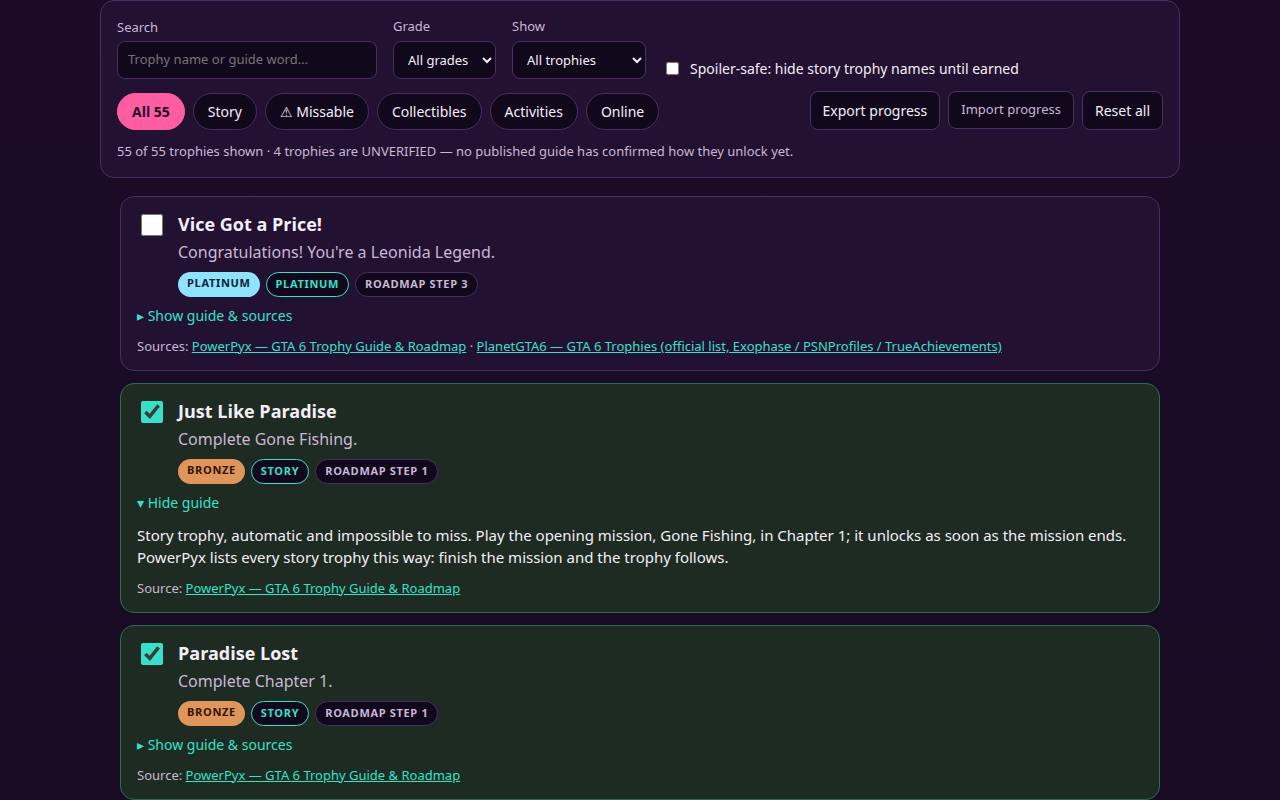 Search
Grade
Show
Trophy name or guide word...
All grades
All trophies
Spoiler-safe: hide story trophy names until earned
All 55
Story
⚠ Missable
Collectibles
Activities
Online
Export progress
Import progress
Reset all
55 of 55 trophies shown · 4 trophies are UNVERIFIED — no published guide has confirmed how they unlock yet.
Vice Got a Price!
Congratulations! You're a Leonida Legend.
PLATINUM
PLATINUM
ROADMAP STEP 3
▸ Show guide & sources
Sources: PowerPyx — GTA 6 Trophy Guide & Roadmap · PlanetGTA6 — GTA 6 Trophies (official list, Exophase / PSNProfiles / TrueAchievements)
Just Like Paradise
Complete Gone Fishing.
BRONZE
STORY
ROADMAP STEP 1
▾ Hide guide
Story trophy, automatic and impossible to miss. Play the opening mission, Gone Fishing, in Chapter 1; it unlocks as soon as the mission ends.
PowerPyx lists every story trophy this way: finish the mission and the trophy follows.
Source: PowerPyx — GTA 6 Trophy Guide & Roadmap
Paradise Lost
Complete Chapter 1.
BRONZE
STORY
ROADMAP STEP 1
▸ Show guide & sources
Source: PowerPyx — GTA 6 Trophy Guide & Roadmap